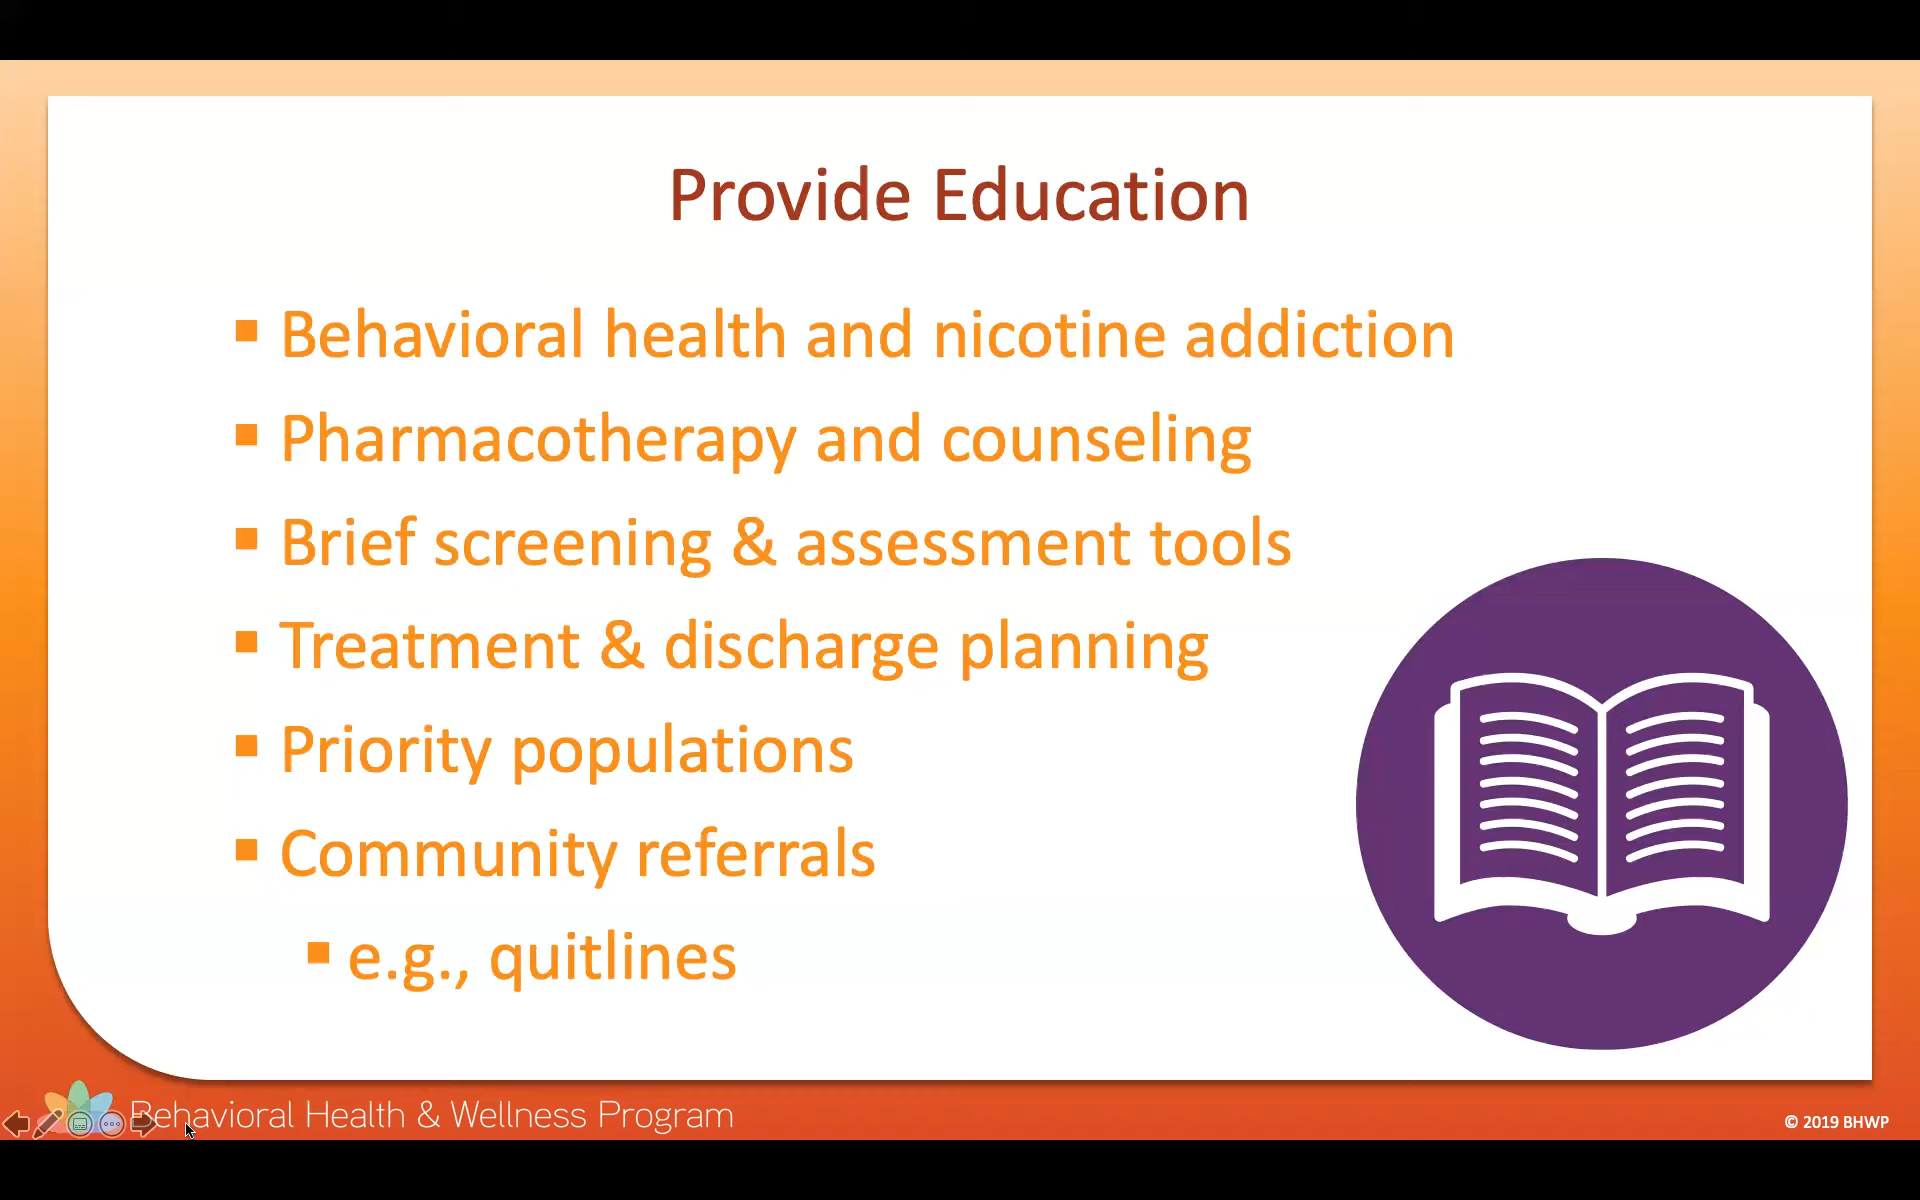 Provide Education
Behavioral health and nicotine addiction
Pharmacotherapy and counseling
Brief screening & assessment tools
Treatment & discharge planning
Priority populations
Community referrals
e.g., quitlines
Behavioral Health & Wellness Program
© 2019 BHWP